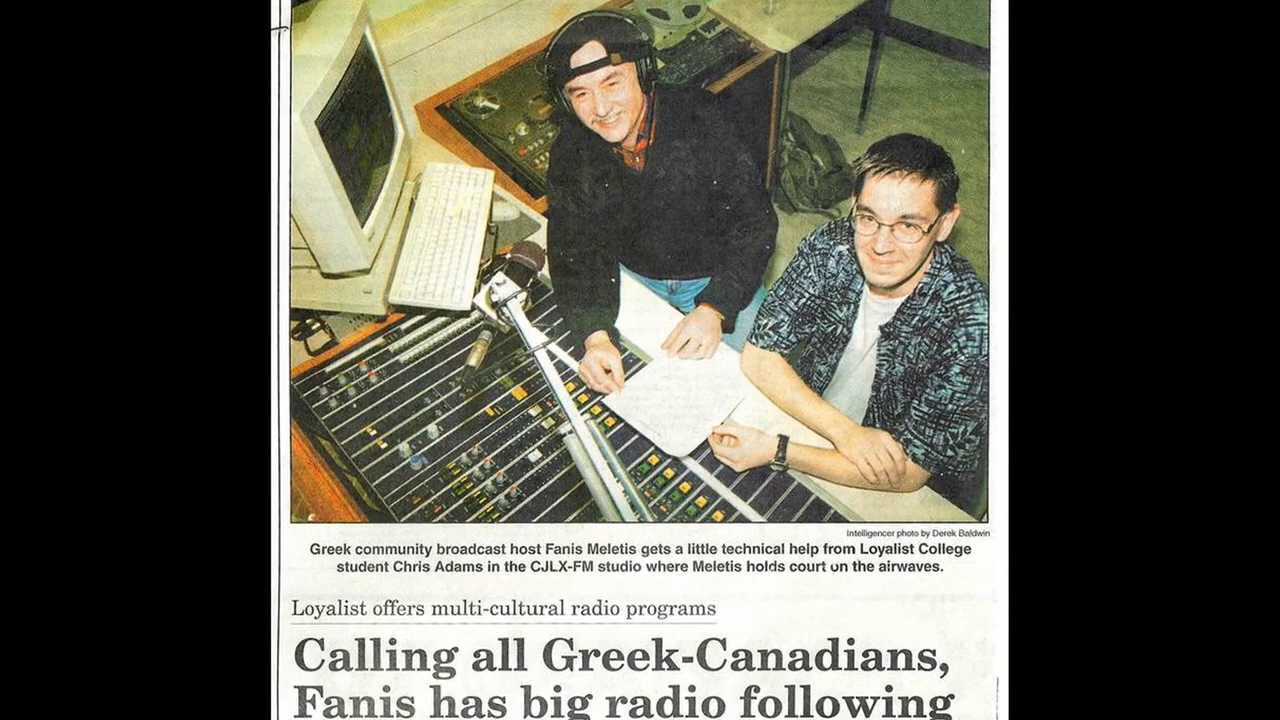 Intelligencer photo by Derek Baldwin
Greek community broadcast host Fanis Meletis gets a little technical help from Loyalist College
student Chris Adams in the CJLX-FM studio where Meletis holds court on the airwaves.
Loyalist offers multi-cultural radio programs
Calling all Greek-Canadians,
Fanis has big radio following